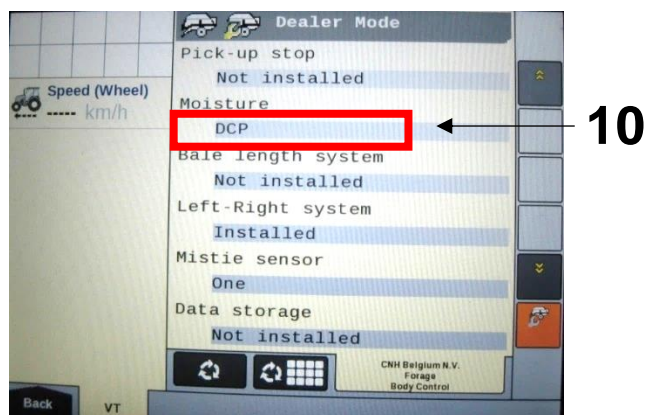 Dealer Mode
Pick-up stop
Not installed
Speed (Wheel)
----- km/h
Moisture
DCP
10
Bale length system
Not installed
Left-Right system
Installed
Mistie sensor
One
Data storage
Not installed
CNH Belgium N.V.
Forage
Body Control
Back
VT